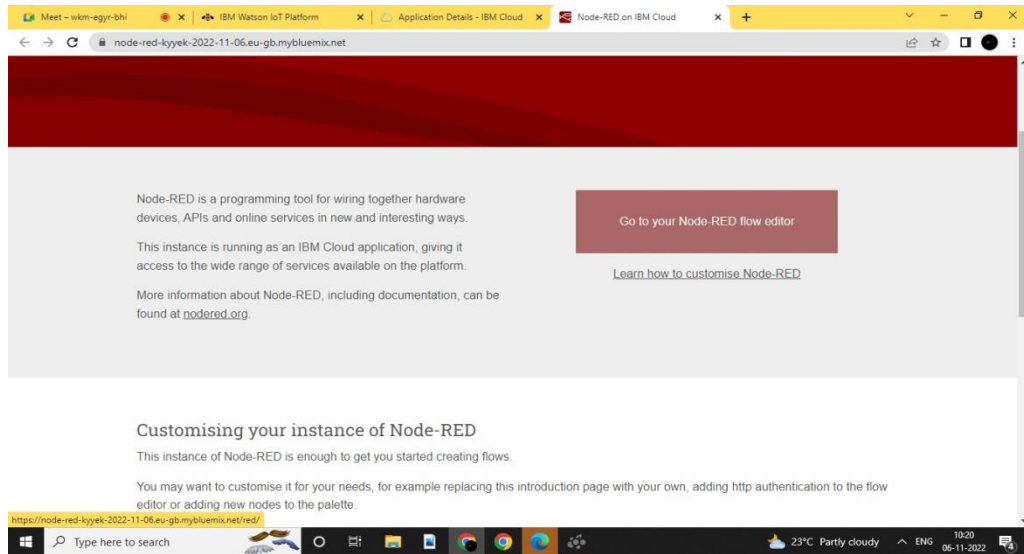 Meet – wkm-egyr-bhi
IBM Watson IoT Platform
Application Details - IBM Cloud
Node-RED on IBM Cloud
node-red-kyyek-2022-11-06.eu-gb.mybluemix.net
Node-RED is a programming tool for wiring together hardware
devices, APIs and online services in new and interesting ways.
This instance is running as an IBM Cloud application, giving it
access to the wide range of services available on the platform.
More information about Node-RED, including documentation, can be
found at nodered.org.
Go to your Node-RED flow editor
Learn how to customise Node-RED
Customising your instance of Node-RED
This instance of Node-RED is enough to get you started creating flows.
You may want to customise it for your needs, for example replacing this introduction page with your own, adding http authentication to the flow
editor or adding new nodes to the palette.
https://node-red-kyyek-2022-11-06.eu-gb.mybluemix.net/red/
Type here to search
23°C Partly cloudy
ENG
10:20
06-11-2022
4